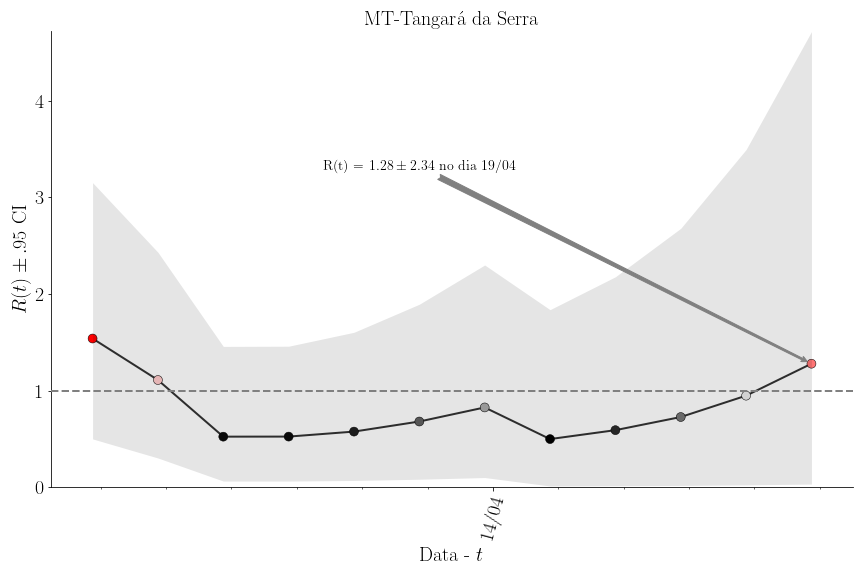 MT-Tangará da Serra
R(t) ± .95 CI
4
3
2
1
0
R(t) = 1.28 ± 2.34 no dia 19/04
14/04
Data - t